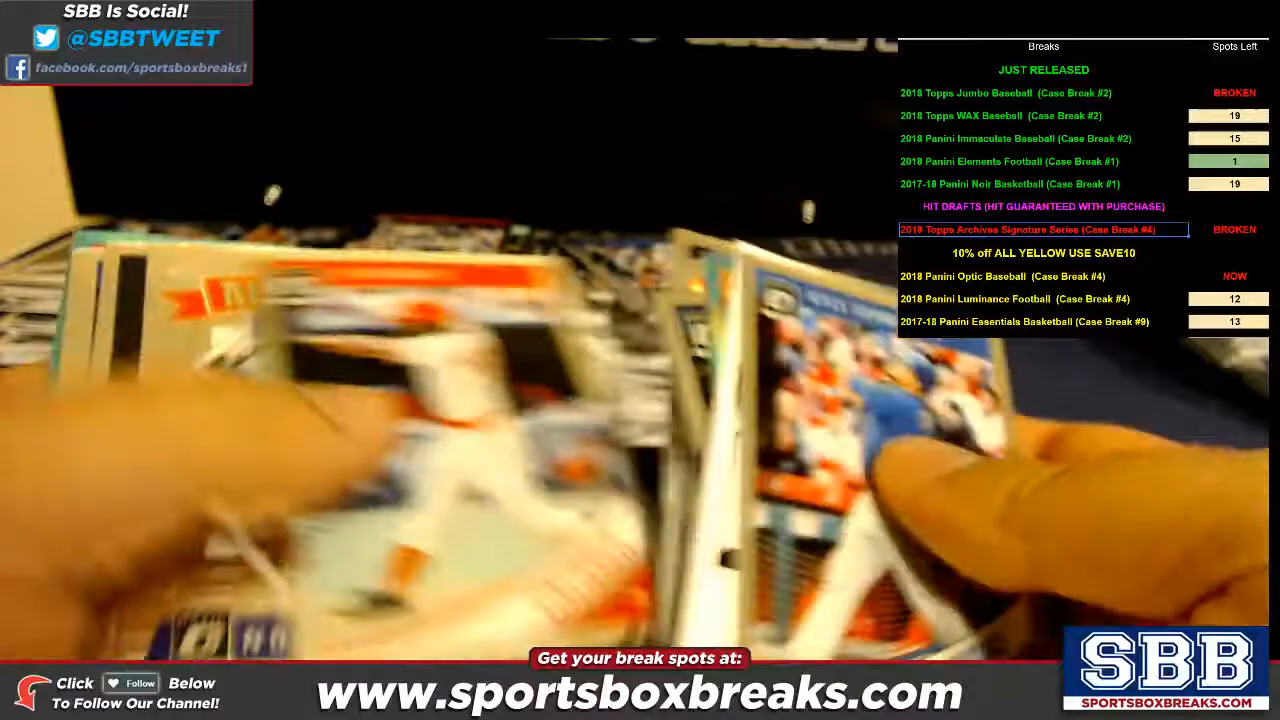 SBB Is Social!
@SBBTWEET
facebook.com/sportsboxbreaks1
Breaks Spots Left
JUST RELEASED
2018 Topps Jumbo Baseball (Case Break #2) BROKEN
2018 Topps WAX Baseball (Case Break #2) 19
2018 Panini Immaculate Baseball (Case Break #2) 15
2018 Panini Elements Football (Case Break #1) 1
2017-18 Panini Noir Basketball (Case Break #1) 19
HIT DRAFTS (HIT GUARANTEED WITH PURCHASE)
2018 Topps Archives Signature Series (Case Break #4) BROKEN
10% off ALL YELLOW USE SAVE10
2018 Panini Optic Baseball (Case Break #4) NOW
2018 Panini Luminance Football (Case Break #4) 12
2017-18 Panini Essentials Basketball (Case Break #9) 13
Get your break spots at:
Click Follow Below
To Follow Our Channel!
www.sportsboxbreaks.com
SBB
SPORTSBOXBREAKS.COM